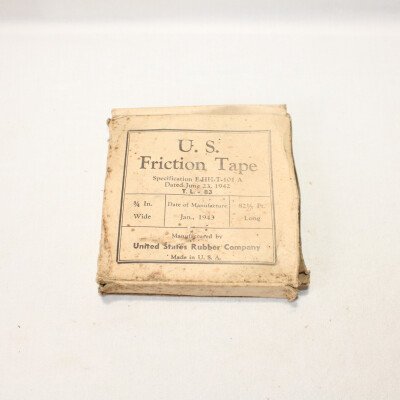 U. S.
Friction Tape
Specification E-HH-T-101 A
Dated June 23, 1942
T. L. - 83
¾ In. Date of Manufacture 82½ Ft.
Wide Jan., 1943 Long
Manufactured by
United States Rubber Company
Made in U. S. A.